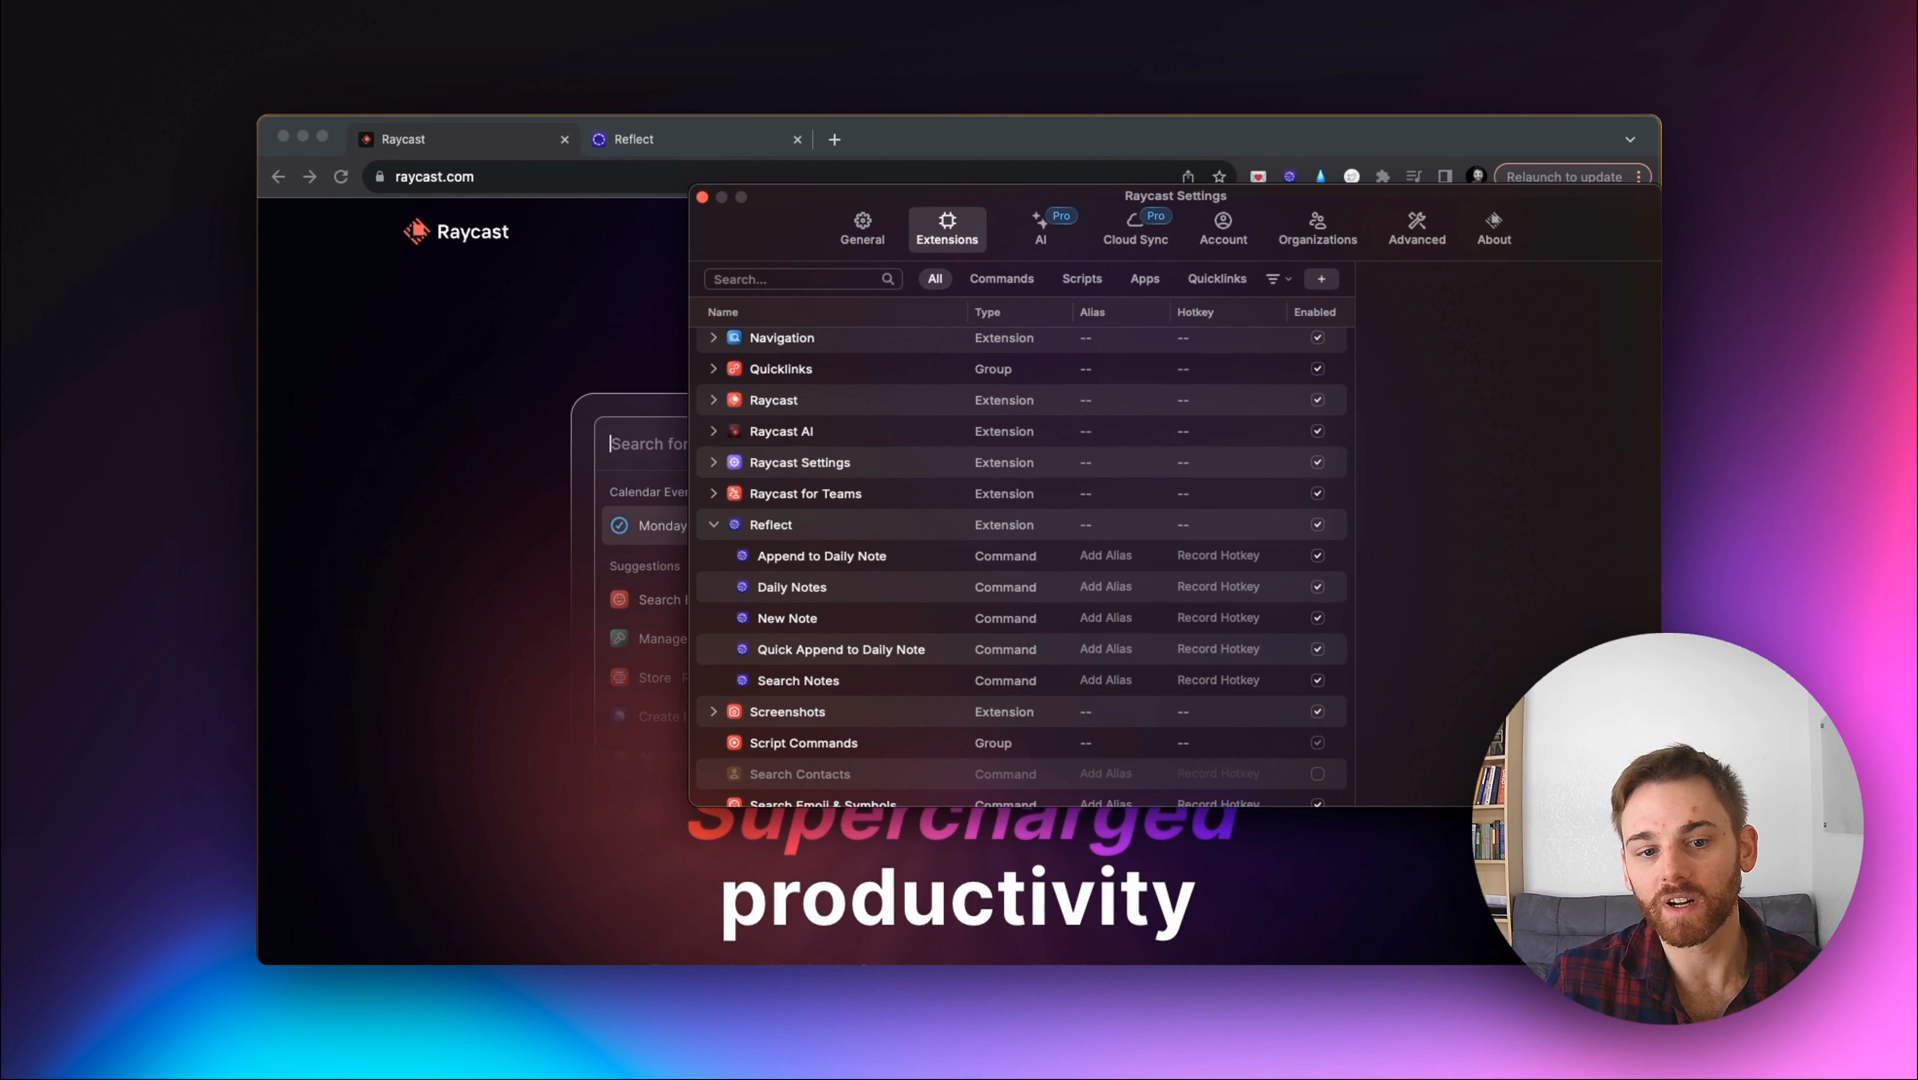 Raycast
Reflect
raycast.com
Relaunch to update
Raycast
Raycast Settings
General
Extensions
Pro
AI
Pro
Cloud Sync
Account
Organizations
Advanced
About
Search...
All
Commands
Scripts
Apps
Quicklinks
Name Type Alias Hotkey Enabled
Navigation Extension -- --
Quicklinks Group -- --
Raycast Extension -- --
Raycast AI Extension -- --
Raycast Settings Extension -- --
Raycast for Teams Extension -- --
Reflect Extension -- --
Append to Daily Note Command Add Alias Record Hotkey
Daily Notes Command Add Alias Record Hotkey
New Note Command Add Alias Record Hotkey
Quick Append to Daily Note Command Add Alias Record Hotkey
Search Notes Command Add Alias Record Hotkey
Screenshots Extension -- --
Script Commands Group -- --
Search Contacts Command Add Alias Record Hotkey
Search Emoji & Symbols Command Add Alias Record Hotkey
Search for
Calendar
Monday
Suggestions
Search
Manage
Store
Create
Supercharged
productivity